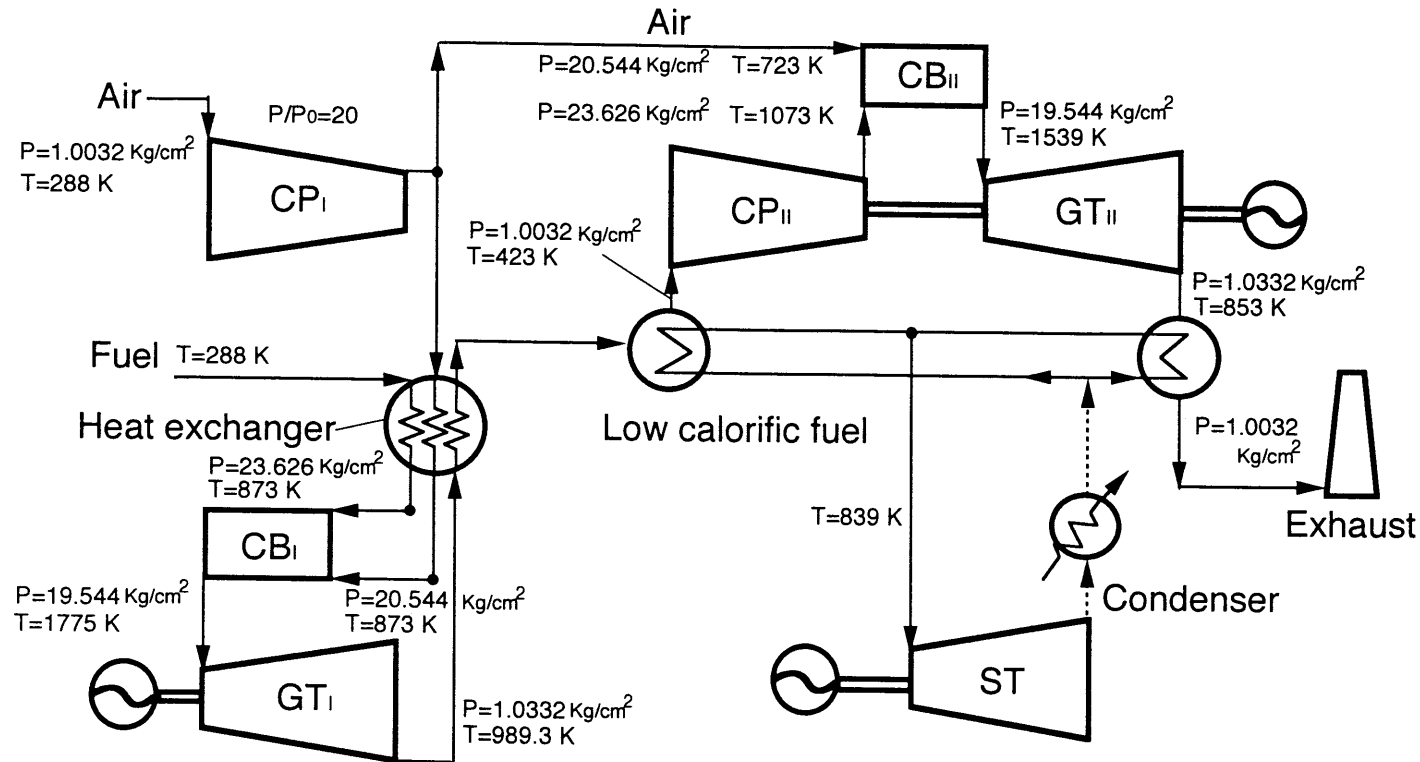 Air
P=20.544 Kg/cm² T=723 K
CBII
Air
P/P0=20
P=23.626 Kg/cm² T=1073 K
P=19.544 Kg/cm²
T=1539 K
P=1.0032 Kg/cm²
T=288 K
CPI
CPII
GTII
P=1.0032 Kg/cm²
T=423 K
P=1.0332 Kg/cm²
T=853 K
Fuel T=288 K
Heat exchanger
Low calorific fuel
P=1.0032
Kg/cm²
P=23.626 Kg/cm²
T=873 K
T=839 K
Exhaust
CBI
P=19.544 Kg/cm²
T=1775 K
P=20.544 Kg/cm²
T=873 K
Condenser
GTI
ST
P=1.0332 Kg/cm²
T=989.3 K